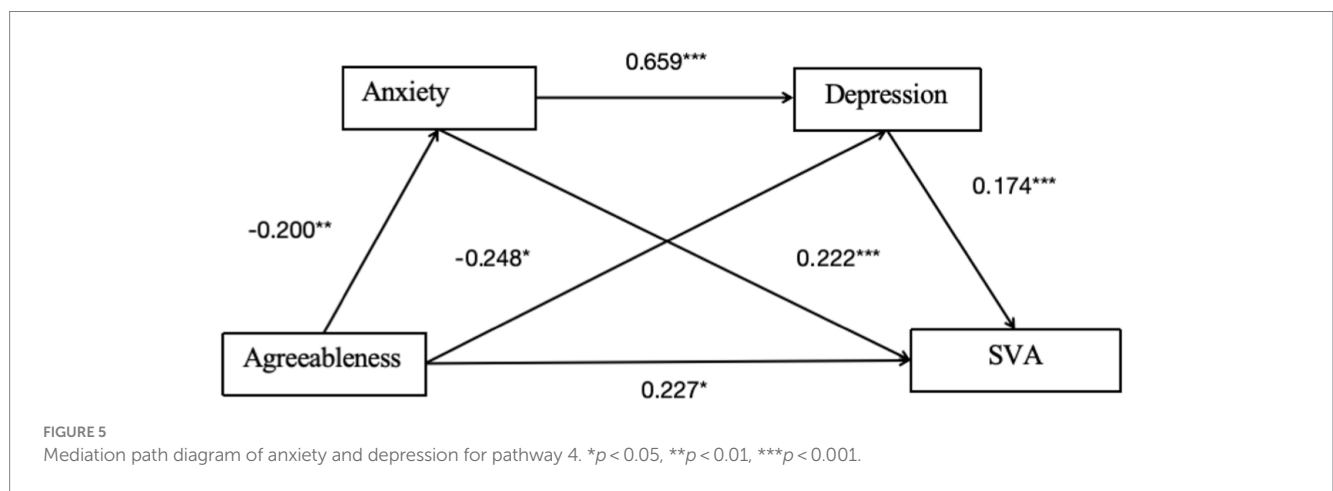 0.659***
Anxiety
Depression
0.174***
-0.200**
-0.248*
0.222***
Agreeableness
SVA
0.227*
FIGURE 5
Mediation path diagram of anxiety and depression for pathway 4. *p < 0.05, **p < 0.01, ***p < 0.001.